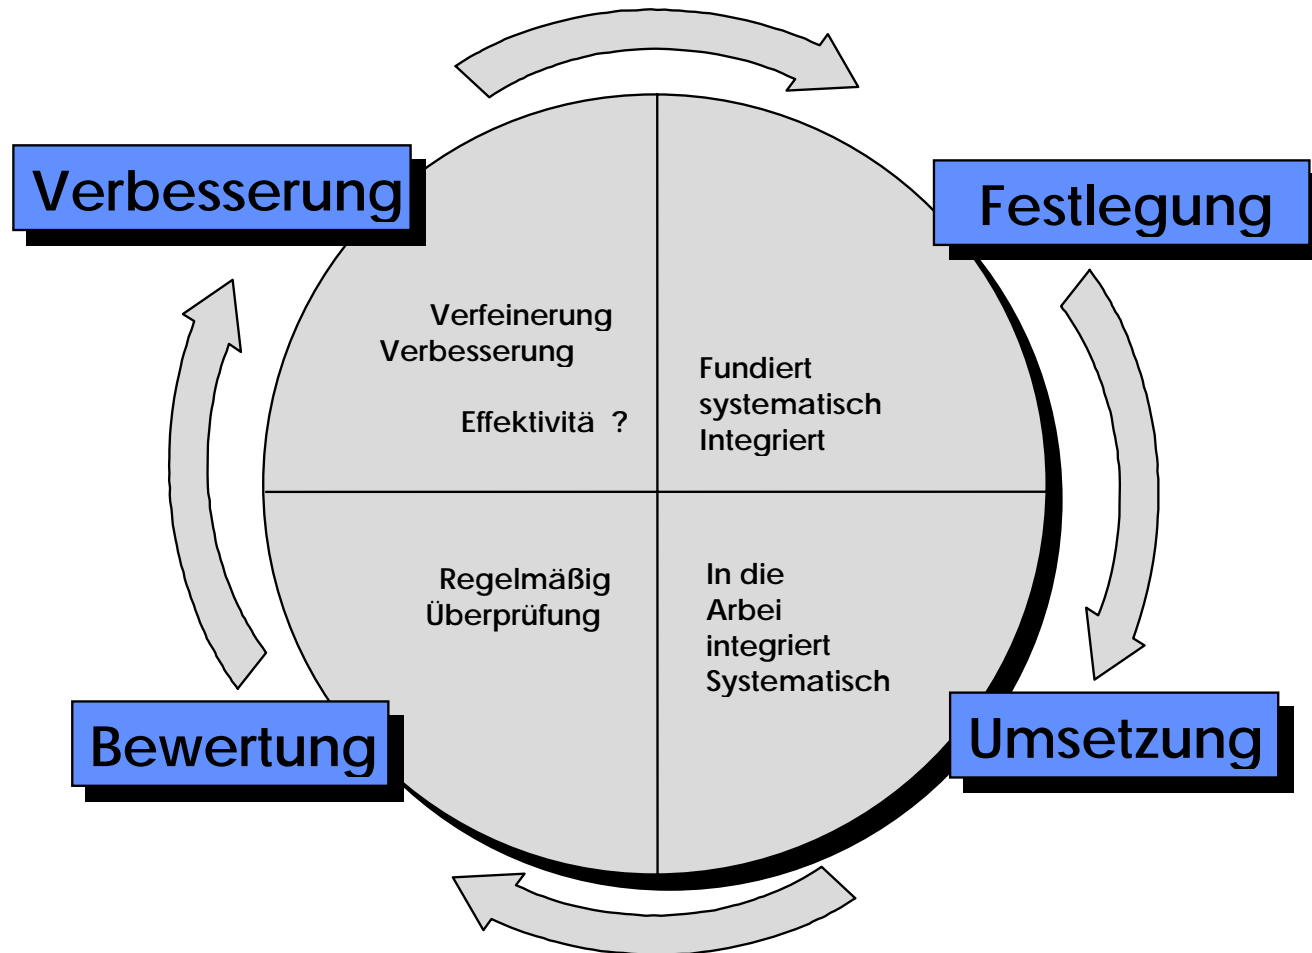 Verbesserung
Festlegung
Verfeinerung
Verbesserung
Effektivitä ?
Fundiert
systematisch
Integriert
Regelmäßig
Überprüfung
In die
Arbei
integriert
Systematisch
Bewertung
Umsetzung